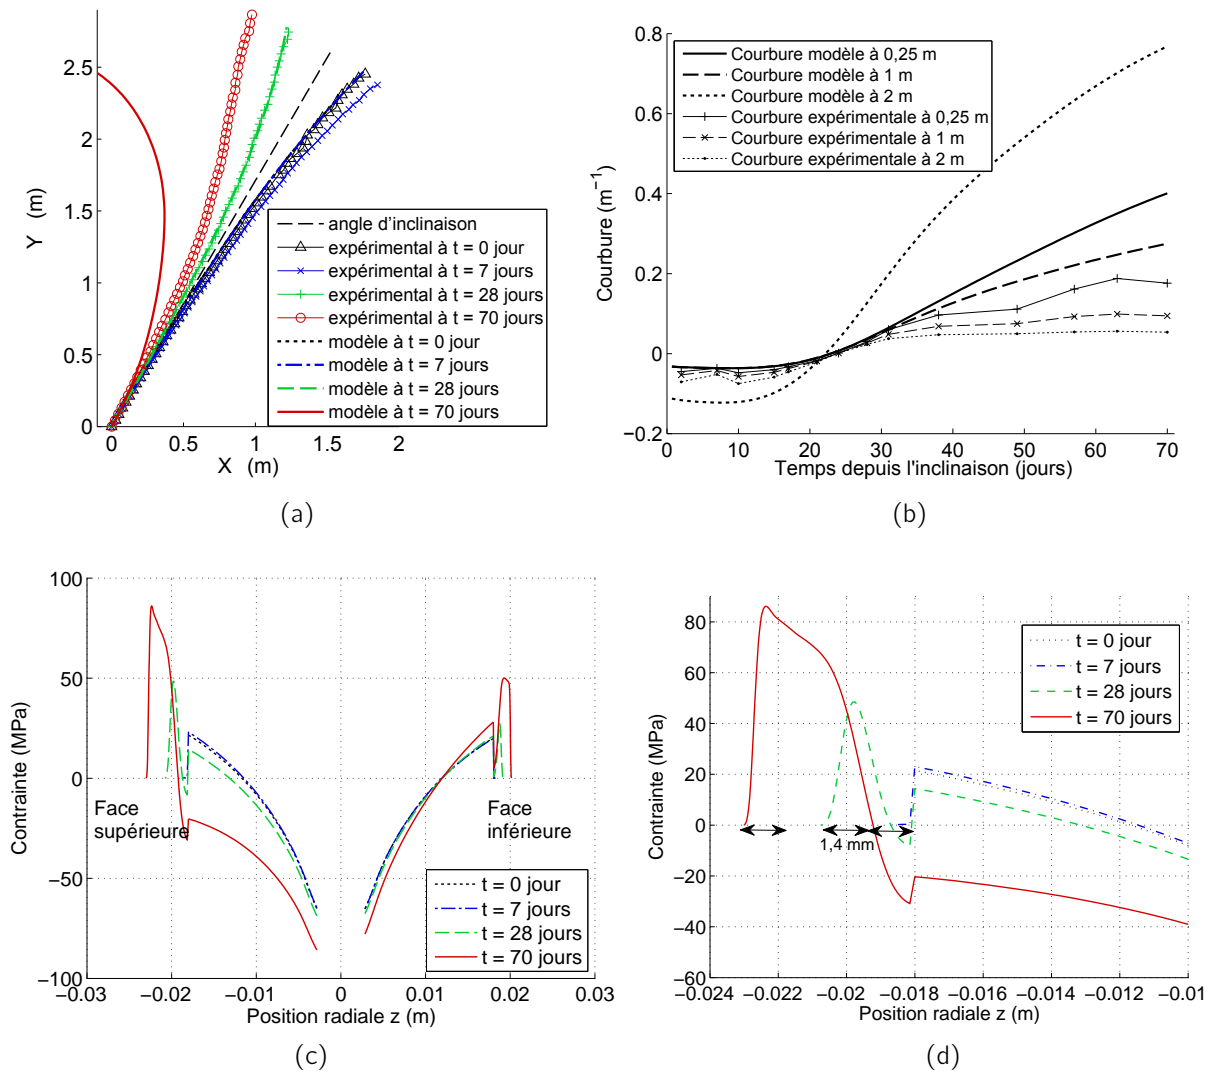 2.5
2
1.5
1
0.5
0
Y (m)
0
0.5
1
1.5
2
X (m)
angle d'inclinaison
expérimental à t = 0 jour
expérimental à t = 7 jours
expérimental à t = 28 jours
expérimental à t = 70 jours
modèle à t = 0 jour
modèle à t = 7 jours
modèle à t = 28 jours
modèle à t = 70 jours
(a)
0.8
0.6
0.4
0.2
0
−0.2
Courbure (m⁻¹)
0
10
20
30
40
50
60
70
Temps depuis l'inclinaison (jours)
Courbure modèle à 0,25 m
Courbure modèle à 1 m
Courbure modèle à 2 m
Courbure expérimentale à 0,25 m
Courbure expérimentale à 1 m
Courbure expérimentale à 2 m
(b)
100
50
0
−50
−100
Contrainte (MPa)
−0.03
−0.02
−0.01
0
0.01
0.02
0.03
Position radiale z (m)
Face
supérieure
Face
inférieure
t = 0 jour
t = 7 jours
t = 28 jours
t = 70 jours
(c)
80
60
40
20
0
−20
−40
−60
Contrainte (MPa)
−0.024
−0.022
−0.02
−0.018
−0.016
−0.014
−0.012
−0.01
Position radiale z (m)
1,4 mm
t = 0 jour
t = 7 jours
t = 28 jours
t = 70 jours
(d)